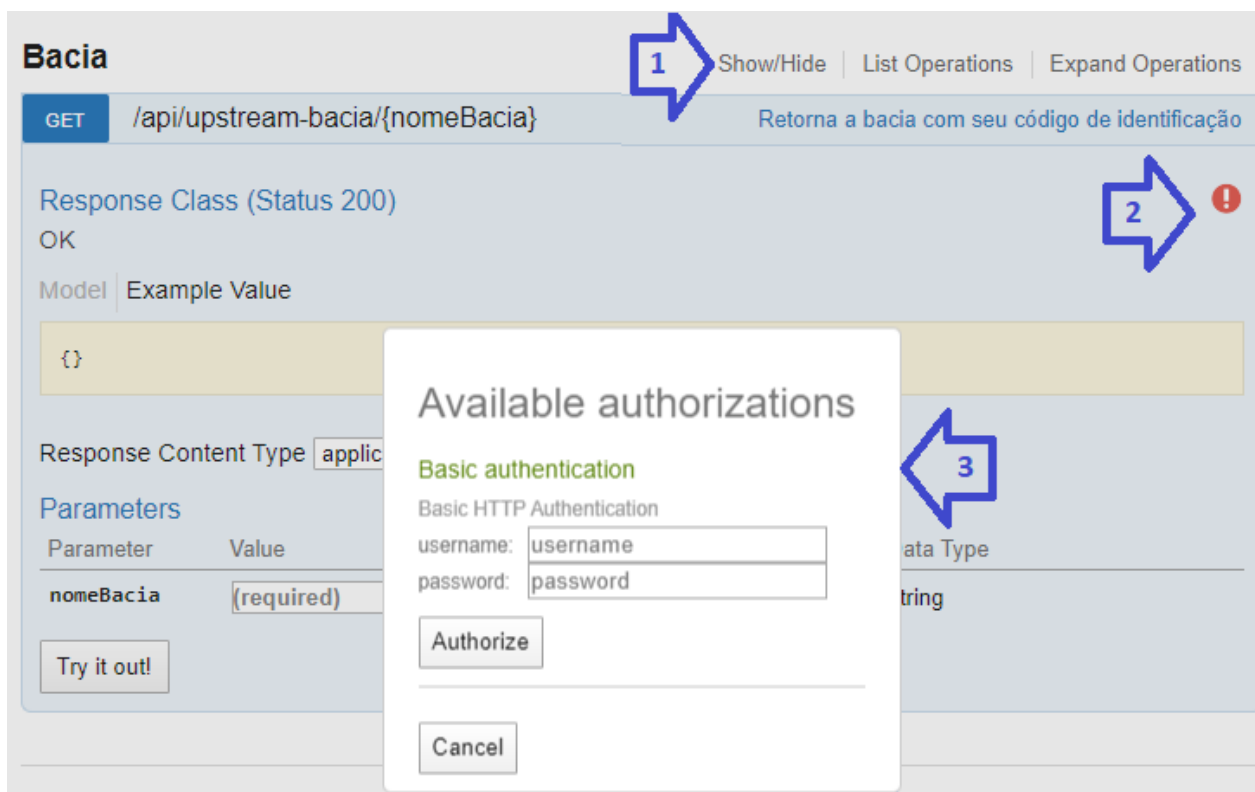 Bacia
1
Show/Hide List Operations Expand Operations
GET /api/upstream-bacia/{nomeBacia} Retorna a bacia com seu código de identificação
Response Class (Status 200)
2
OK
Model Example Value
{}
Available authorizations
Response Content Type applic
Basic authentication
3
Basic HTTP Authentication
Parameters
username: username
Parameter Value ata Type
password: password
nomeBacia (required) tring
Authorize
Try it out!
Cancel